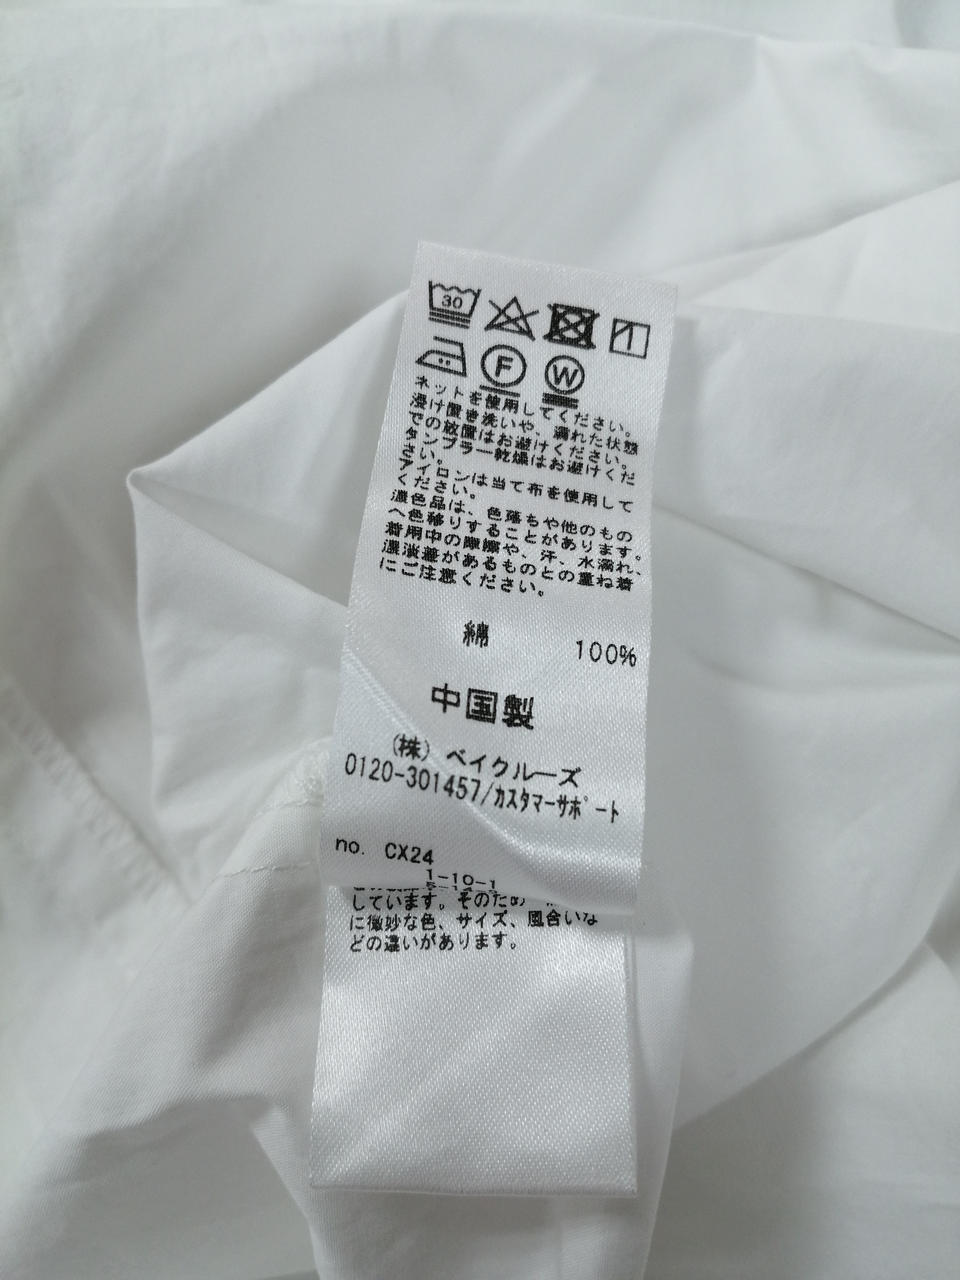 30
F
W
ネットを使用してください。
浸け置き洗いや、濡れた状態
での放置はお避けください。
タンブラー乾燥はお避けくだ
さい。
アイロンは当て布を使用して
ください。
濃色品は、色落ちや他のもの
へ色移りすることがあります。
着用中の摩擦や、汗、水濡れ、
濃淡差があるものとの重ね着
にご注意ください。
綿 100%
中国製
(株) ベイクルーズ
0120-301457/カスタマーサポート
no. CX24
1-10-1
しています。そのため
に微妙な色、サイズ、風合いな
どの違いがあります。